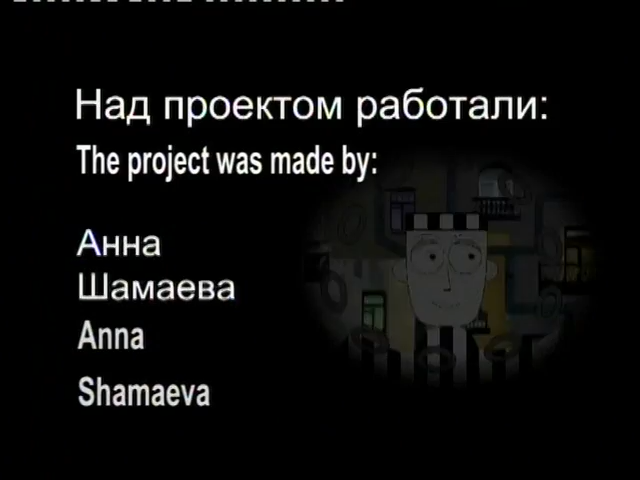 Над проектом работали:
The project was made by:
Анна
Шамаева
Anna
Shamaeva